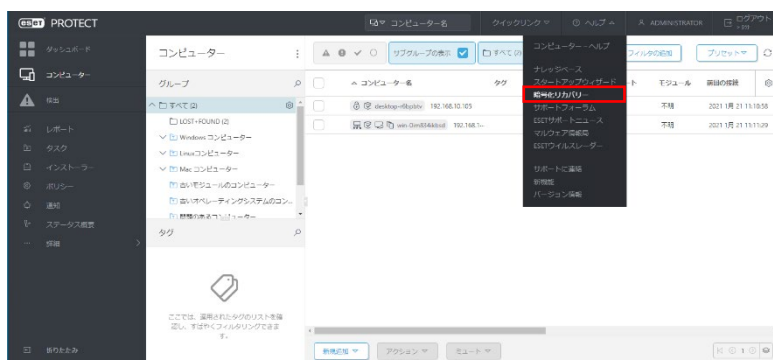 eseT PROTECT
コンピューター名
クイックリンク
ヘルプ
ADMINISTRATOR
ログアウト
ダッシュボード
コンピューター
検出
レポート
タスク
インストーラー
ポリシー
通知
ステータス概要
詳細
折りたたみ
コンピューター
グループ
すべて (2)
LOST+FOUND (2)
Windows コンピューター
Linuxコンピューター
Mac コンピューター
古いモジュールのコンピューター
古いオペレーティングシステムのコン...
問題のあるコンピューター
タグ
ここでは、適用されたタグのリストを確
認し、すばやくフィルタリングできま
す。
サブグループの表示
すべて (2)
フィルタの追加
プリセット
コンピューター名
タグ
モジュール
前回の接続
192.168.10.105
不明
2021 1月 21 11:10:38
192.168.1...
不明
2021 1月 21 11:11:29
コンピューター - ヘルプ
ナレッジベース
スタートアップウィザード
暗号化リカバリー
サポートフォーラム
ESETサポートニュース
マルウェア情報局
ESETウイルスレーダー
サポートに連絡
新機能
バージョン情報
新規追加
アクション
ミュート
1